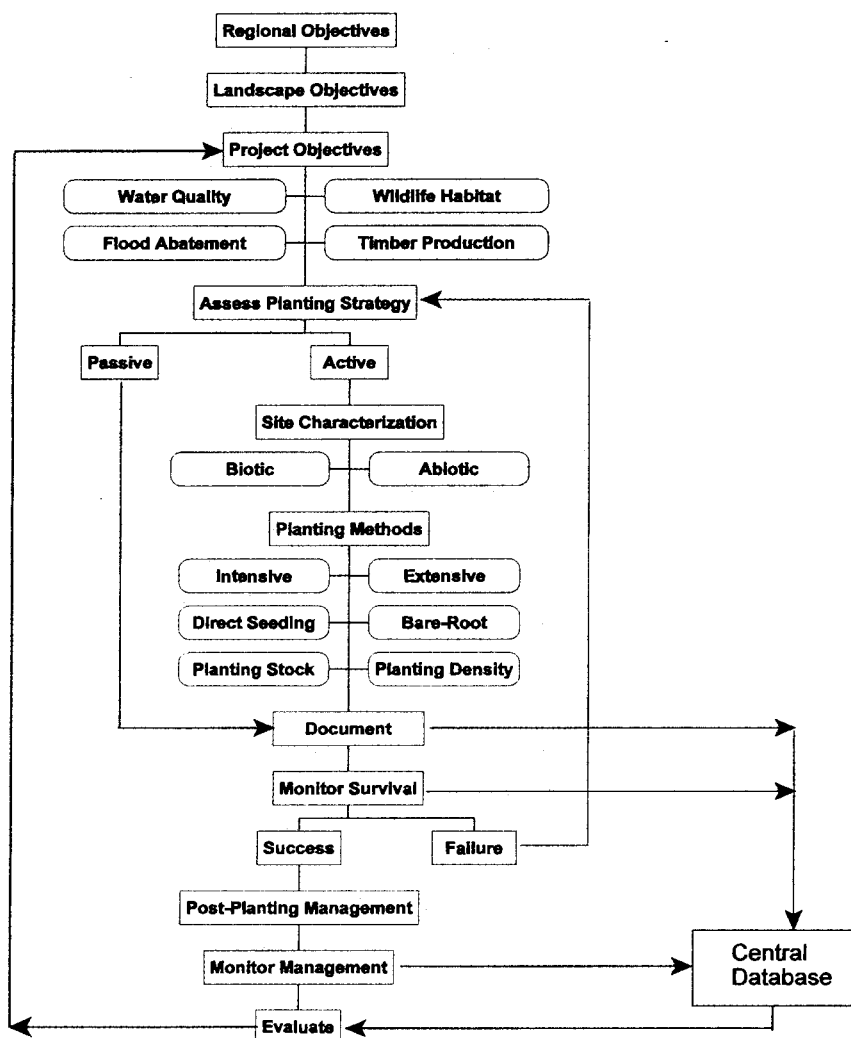 Regional Objectives
Landscape Objectives
Project Objectives
Water Quality
Wildlife Habitat
Flood Abatement
Timber Production
Assess Planting Strategy
Passive
Active
Site Characterization
Biotic
Abiotic
Planting Methods
Intensive
Extensive
Direct Seeding
Bare-Root
Planting Stock
Planting Density
Document
Monitor Survival
Success
Failure
Post-Planting Management
Monitor Management
Central
Database
Evaluate